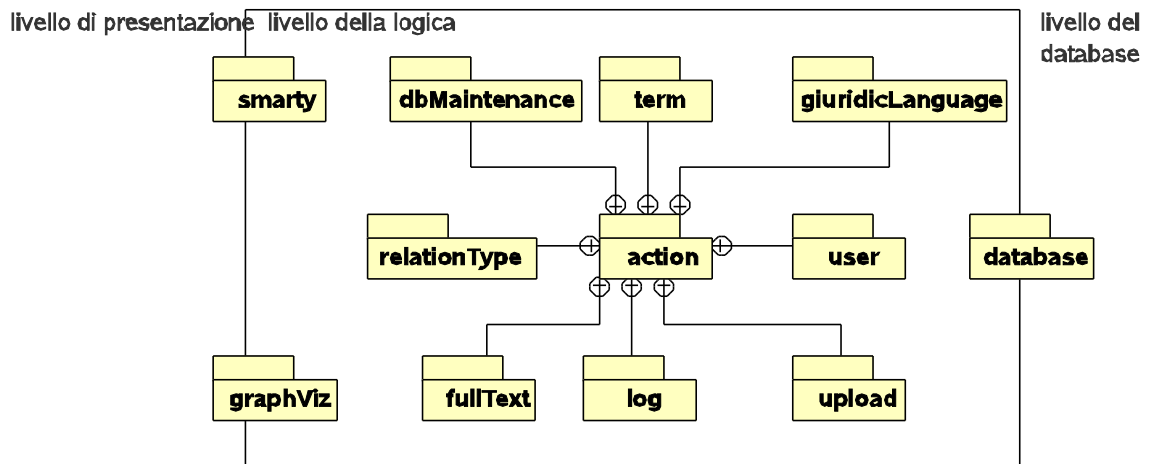 livello di presentazione livello della logica livello del
database
smarty dbMaintenance term giuridicLanguage
relationType action user database
graphViz fullText log upload